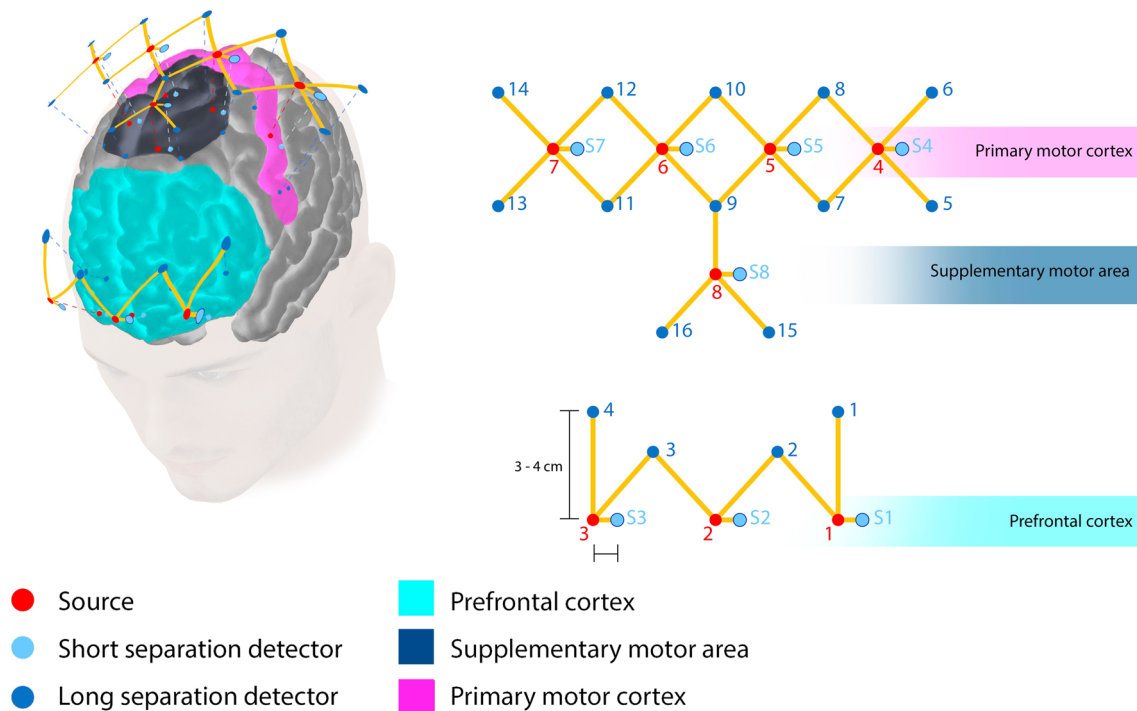 14
12
10
8
6
S7
S6
S5
S4
Primary motor cortex
7
6
5
4
13
11
9
7
5
S8
Supplementary motor area
8
16
15
4
1
3
2
3 - 4 cm
S3
S2
S1
Prefrontal cortex
3
2
1
Source
Prefrontal cortex
Short separation detector
Supplementary motor area
Long separation detector
Primary motor cortex